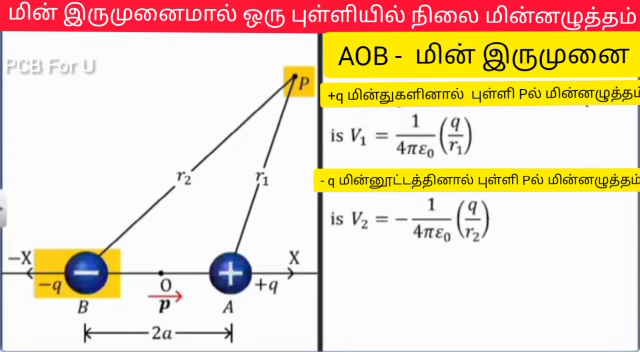 மின் இருமுனைமால் ஒரு புள்ளியில் நிலை மின்னழுத்தம்
PCB For U
P
r₂
r₁
−X
X
−q
O
+q
B
p
A
2a
AOB - மின் இருமுனை
+q மின்துகளினால் புள்ளி Pல் மின்னழுத்தம்
is V₁ = 1/4πε₀ (q/r₁)
- q மின்னூட்டத்தினால் புள்ளி Pல் மின்னழுத்தம்
is V₂ = − 1/4πε₀ (q/r₂)